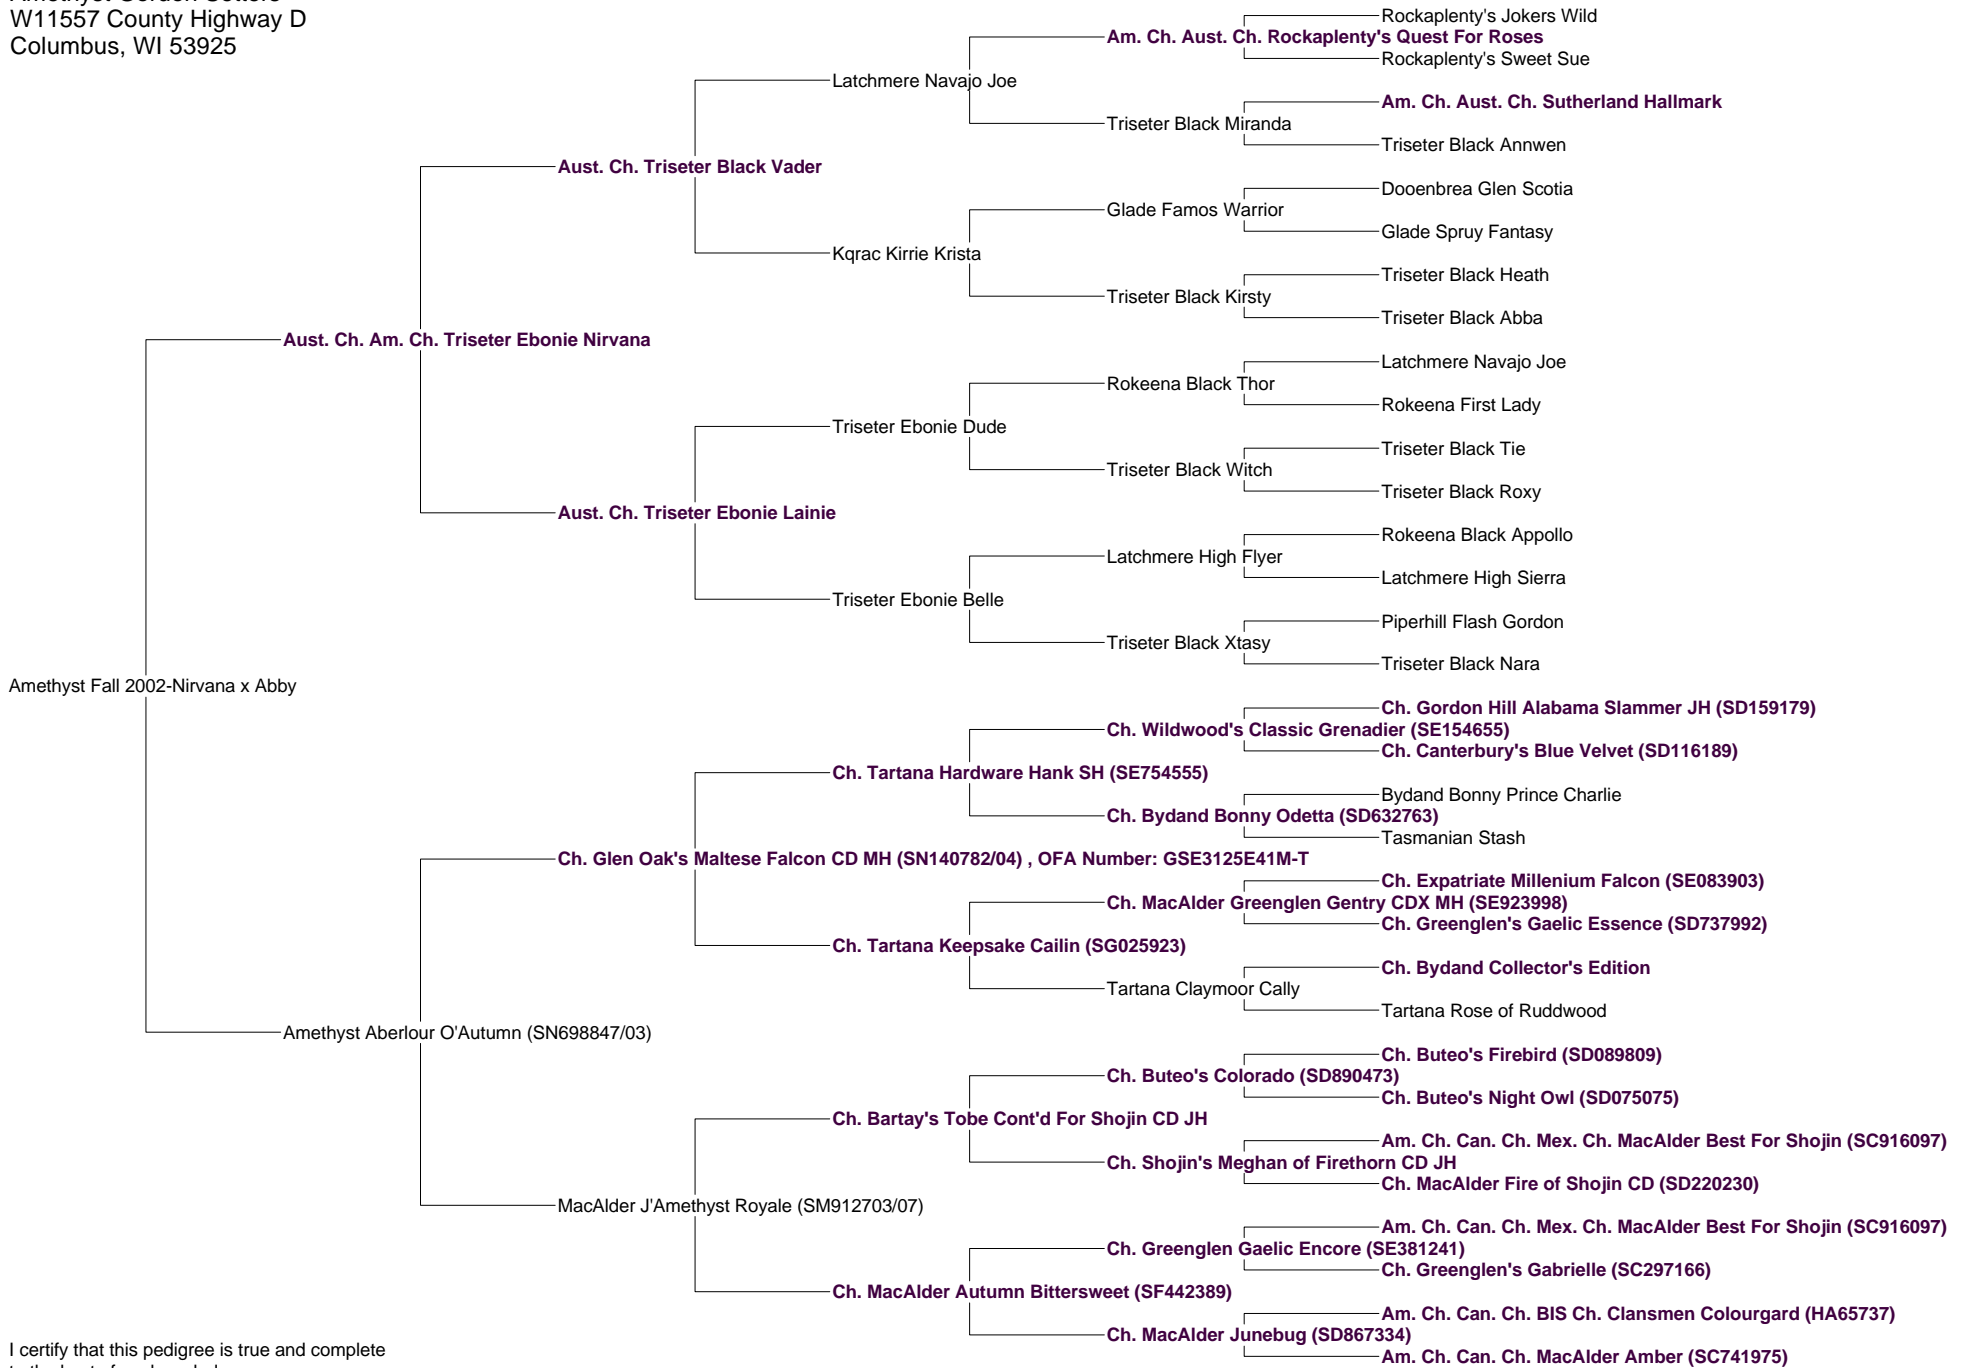 Amethyst Gordon Setters
W11557 County Highway D
Columbus, WI 53925
Rockaplenty's Jokers Wild
Am. Ch. Aust. Ch. Rockaplenty's Quest For Roses
Rockaplenty's Sweet Sue
Latchmere Navajo Joe
Am. Ch. Aust. Ch. Sutherland Hallmark
Triseter Black Miranda
Triseter Black Annwen
Aust. Ch. Triseter Black Vader
Dooenbrea Glen Scotia
Glade Famos Warrior
Glade Spruy Fantasy
Kqrac Kirrie Krista
Triseter Black Heath
Triseter Black Kirsty
Triseter Black Abba
Aust. Ch. Am. Ch. Triseter Ebonie Nirvana
Latchmere Navajo Joe
Rokeena Black Thor
Rokeena First Lady
Triseter Ebonie Dude
Triseter Black Tie
Triseter Black Witch
Triseter Black Roxy
Aust. Ch. Triseter Ebonie Lainie
Rokeena Black Appollo
Latchmere High Flyer
Latchmere High Sierra
Triseter Ebonie Belle
Piperhill Flash Gordon
Triseter Black Xtasy
Triseter Black Nara
Amethyst Fall 2002-Nirvana x Abby
Ch. Gordon Hill Alabama Slammer JH (SD159179)
Ch. Wildwood's Classic Grenadier (SE154655)
Ch. Canterbury's Blue Velvet (SD116189)
Ch. Tartana Hardware Hank SH (SE754555)
Bydand Bonny Prince Charlie
Ch. Bydand Bonny Odetta (SD632763)
Tasmanian Stash
Ch. Glen Oak's Maltese Falcon CD MH (SN140782/04) , OFA Number: GSE3125E41M-T
Ch. Expatriate Millenium Falcon (SE083903)
Ch. MacAlder Greenglen Gentry CDX MH (SE923998)
Ch. Greenglen's Gaelic Essence (SD737992)
Ch. Tartana Keepsake Cailin (SG025923)
Ch. Bydand Collector's Edition
Tartana Claymoor Cally
Tartana Rose of Ruddwood
Amethyst Aberlour O'Autumn (SN698847/03)
Ch. Buteo's Firebird (SD089809)
Ch. Buteo's Colorado (SD890473)
Ch. Buteo's Night Owl (SD075075)
Ch. Bartay's Tobe Cont'd For Shojin CD JH
Am. Ch. Can. Ch. Mex. Ch. MacAlder Best For Shojin (SC916097)
Ch. Shojin's Meghan of Firethorn CD JH
Ch. MacAlder Fire of Shojin CD (SD220230)
MacAlder J'Amethyst Royale (SM912703/07)
Am. Ch. Can. Ch. Mex. Ch. MacAlder Best For Shojin (SC916097)
Ch. Greenglen Gaelic Encore (SE381241)
Ch. Greenglen's Gabrielle (SC297166)
Ch. MacAlder Autumn Bittersweet (SF442389)
Am. Ch. Can. Ch. BIS Ch. Clansmen Colourgard (HA65737)
Ch. MacAlder Junebug (SD867334)
Am. Ch. Can. Ch. MacAlder Amber (SC741975)
I certify that this pedigree is true and complete